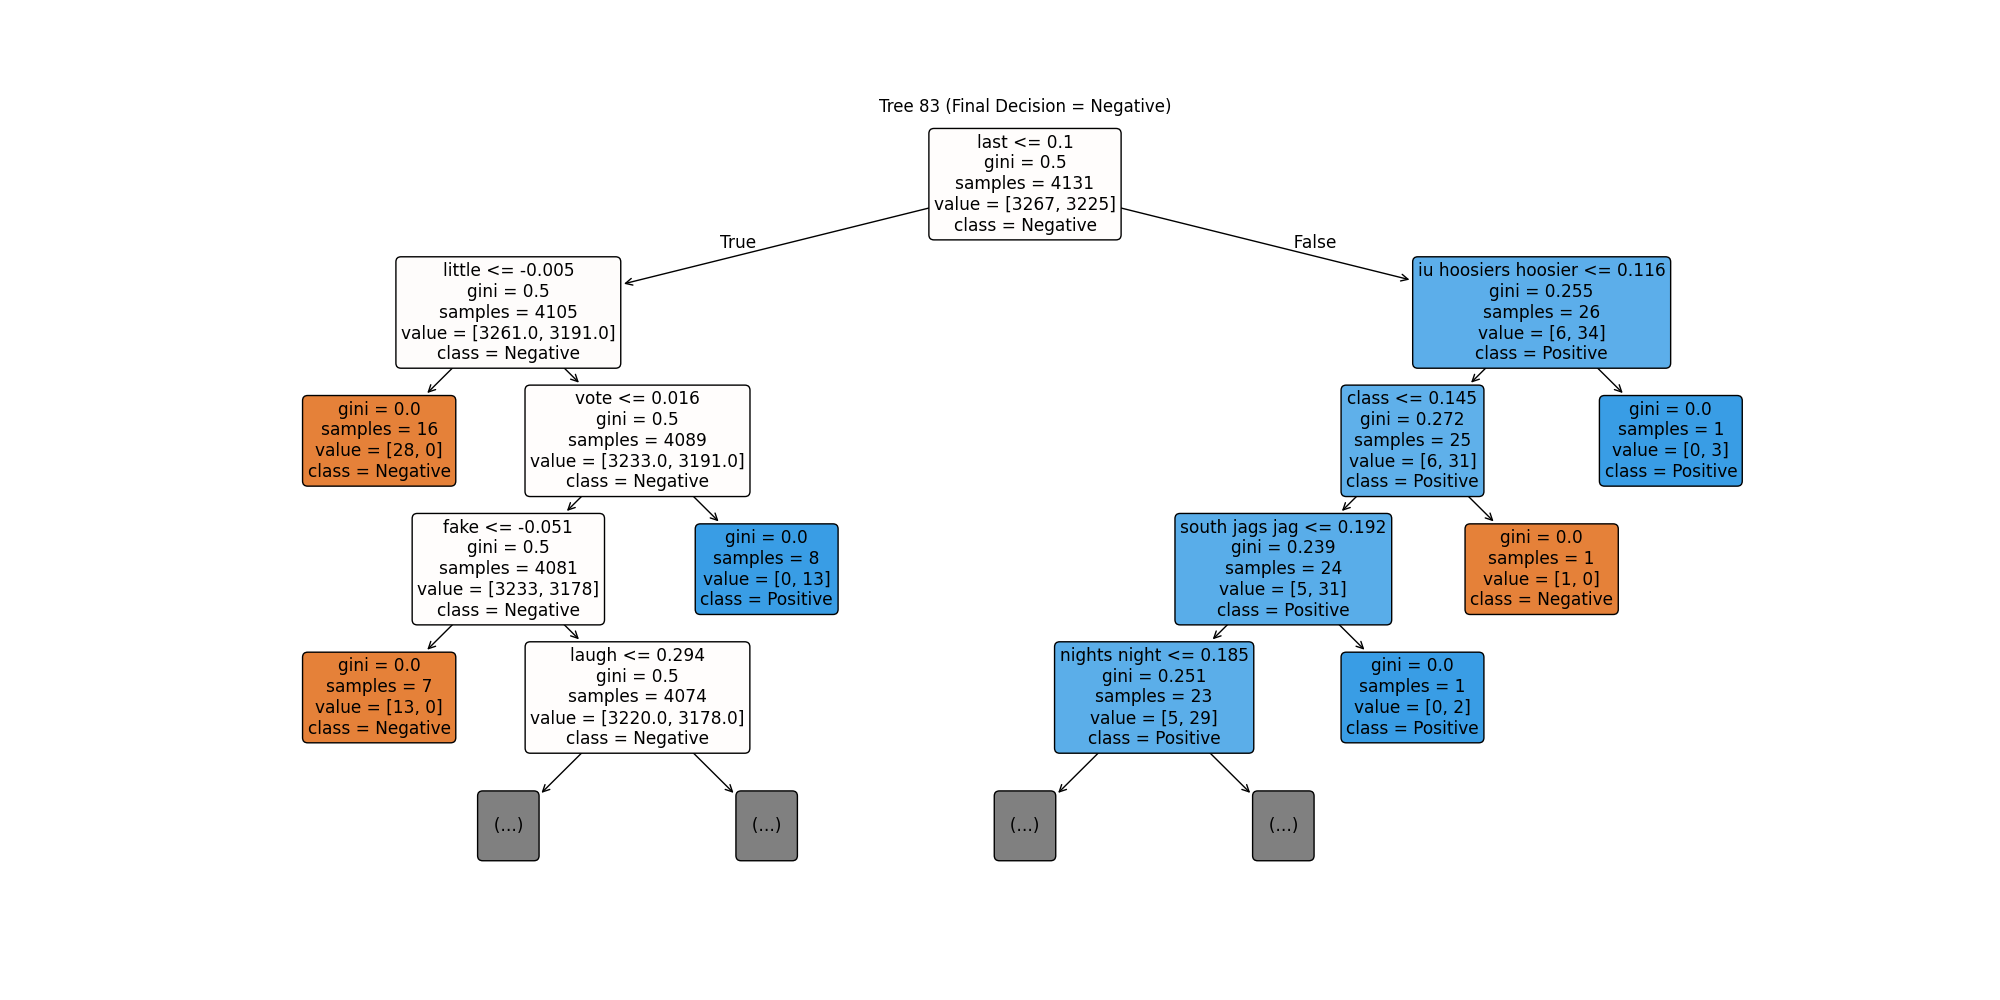 Tree 83 (Final Decision = Negative)
last <= 0.1
gini = 0.5
samples = 4131
value = [3267, 3225]
class = Negative
True
False
little <= -0.005
gini = 0.5
samples = 4105
value = [3261.0, 3191.0]
class = Negative
iu hoosiers hoosier <= 0.116
gini = 0.255
samples = 26
value = [6, 34]
class = Positive
gini = 0.0
samples = 16
value = [28, 0]
class = Negative
vote <= 0.016
gini = 0.5
samples = 4089
value = [3233.0, 3191.0]
class = Negative
class <= 0.145
gini = 0.272
samples = 25
value = [6, 31]
class = Positive
gini = 0.0
samples = 1
value = [0, 3]
class = Positive
fake <= -0.051
gini = 0.5
samples = 4081
value = [3233, 3178]
class = Negative
gini = 0.0
samples = 8
value = [0, 13]
class = Positive
south jags jag <= 0.192
gini = 0.239
samples = 24
value = [5, 31]
class = Positive
gini = 0.0
samples = 1
value = [1, 0]
class = Negative
gini = 0.0
samples = 7
value = [13, 0]
class = Negative
laugh <= 0.294
gini = 0.5
samples = 4074
value = [3220.0, 3178.0]
class = Negative
nights night <= 0.185
gini = 0.251
samples = 23
value = [5, 29]
class = Positive
gini = 0.0
samples = 1
value = [0, 2]
class = Positive
(...)
(...)
(...)
(...)